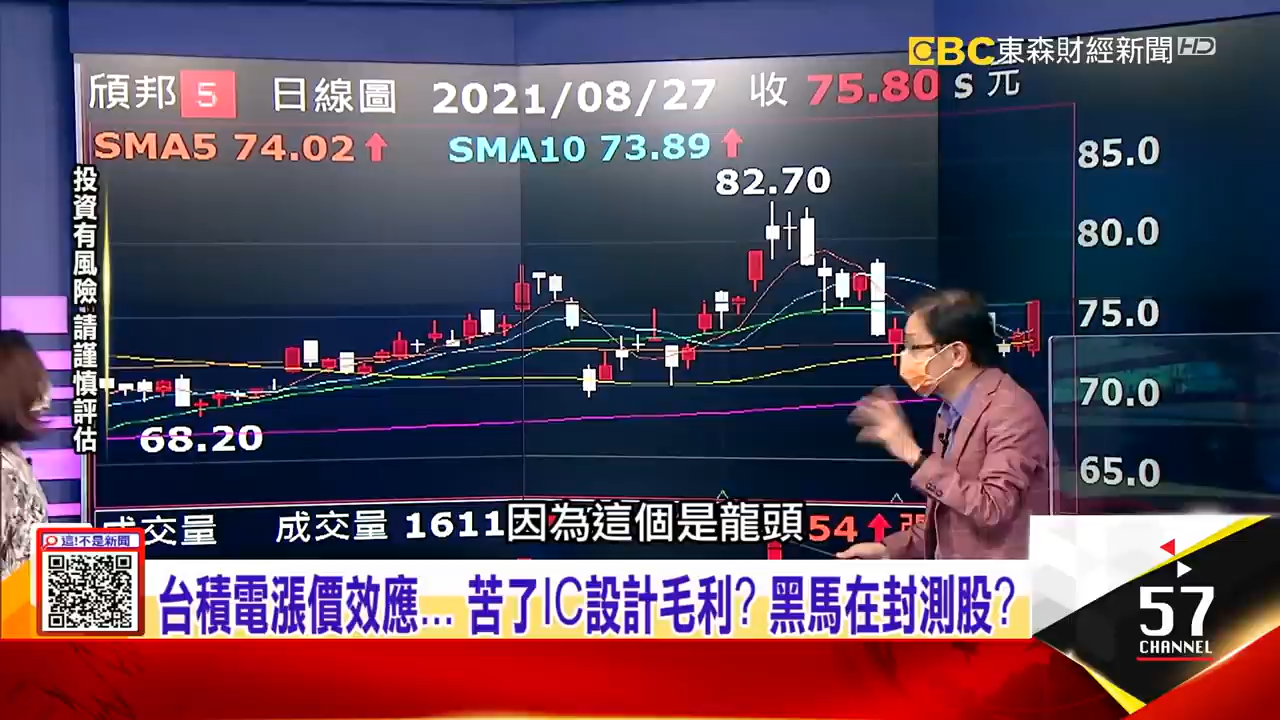 EBC 東森財經新聞 HD
頎邦 5 日線圖 2021/08/27 收 75.80 S 元
SMA5 74.02 ↑ SMA10 73.89 ↑
82.70
68.20
85.0
80.0
75.0
70.0
65.0
投資有風險 請謹慎評估
成交量 成交量 1611
54 ↑
因為這個是龍頭
這!不是新聞
台積電漲價效應... 苦了IC設計毛利? 黑馬在封測股?
57
CHANNEL